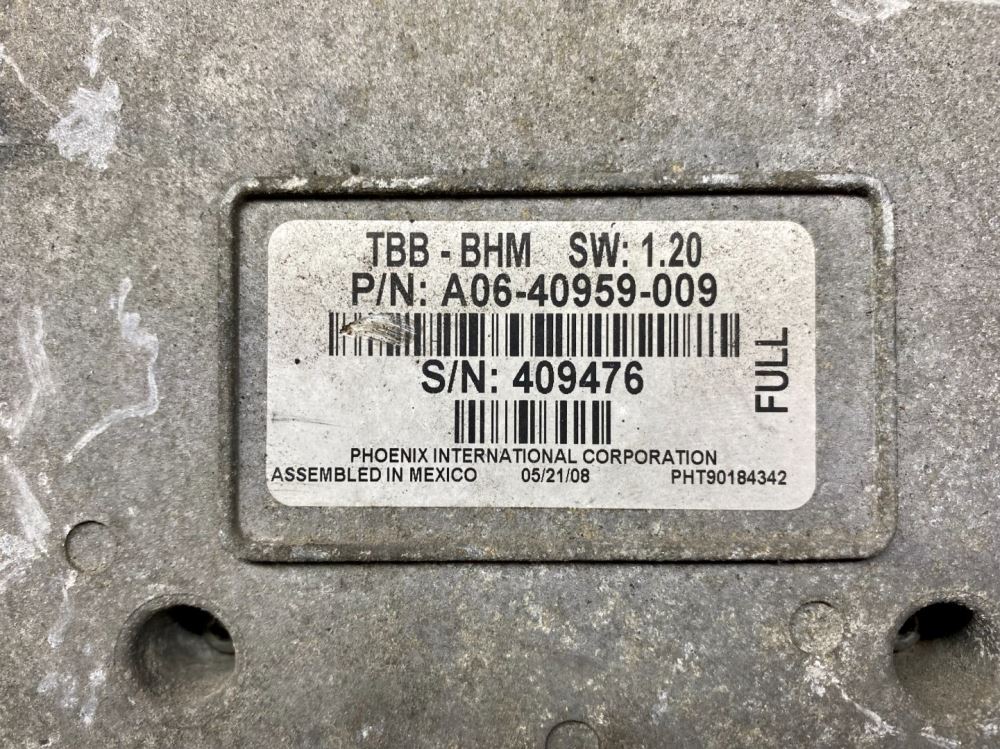 TBB - BHM SW: 1.20
P/N: A06-40959-009
S/N: 409476
FULL
PHOENIX INTERNATIONAL CORPORATION
ASSEMBLED IN MEXICO 05/21/08 PHT90184342